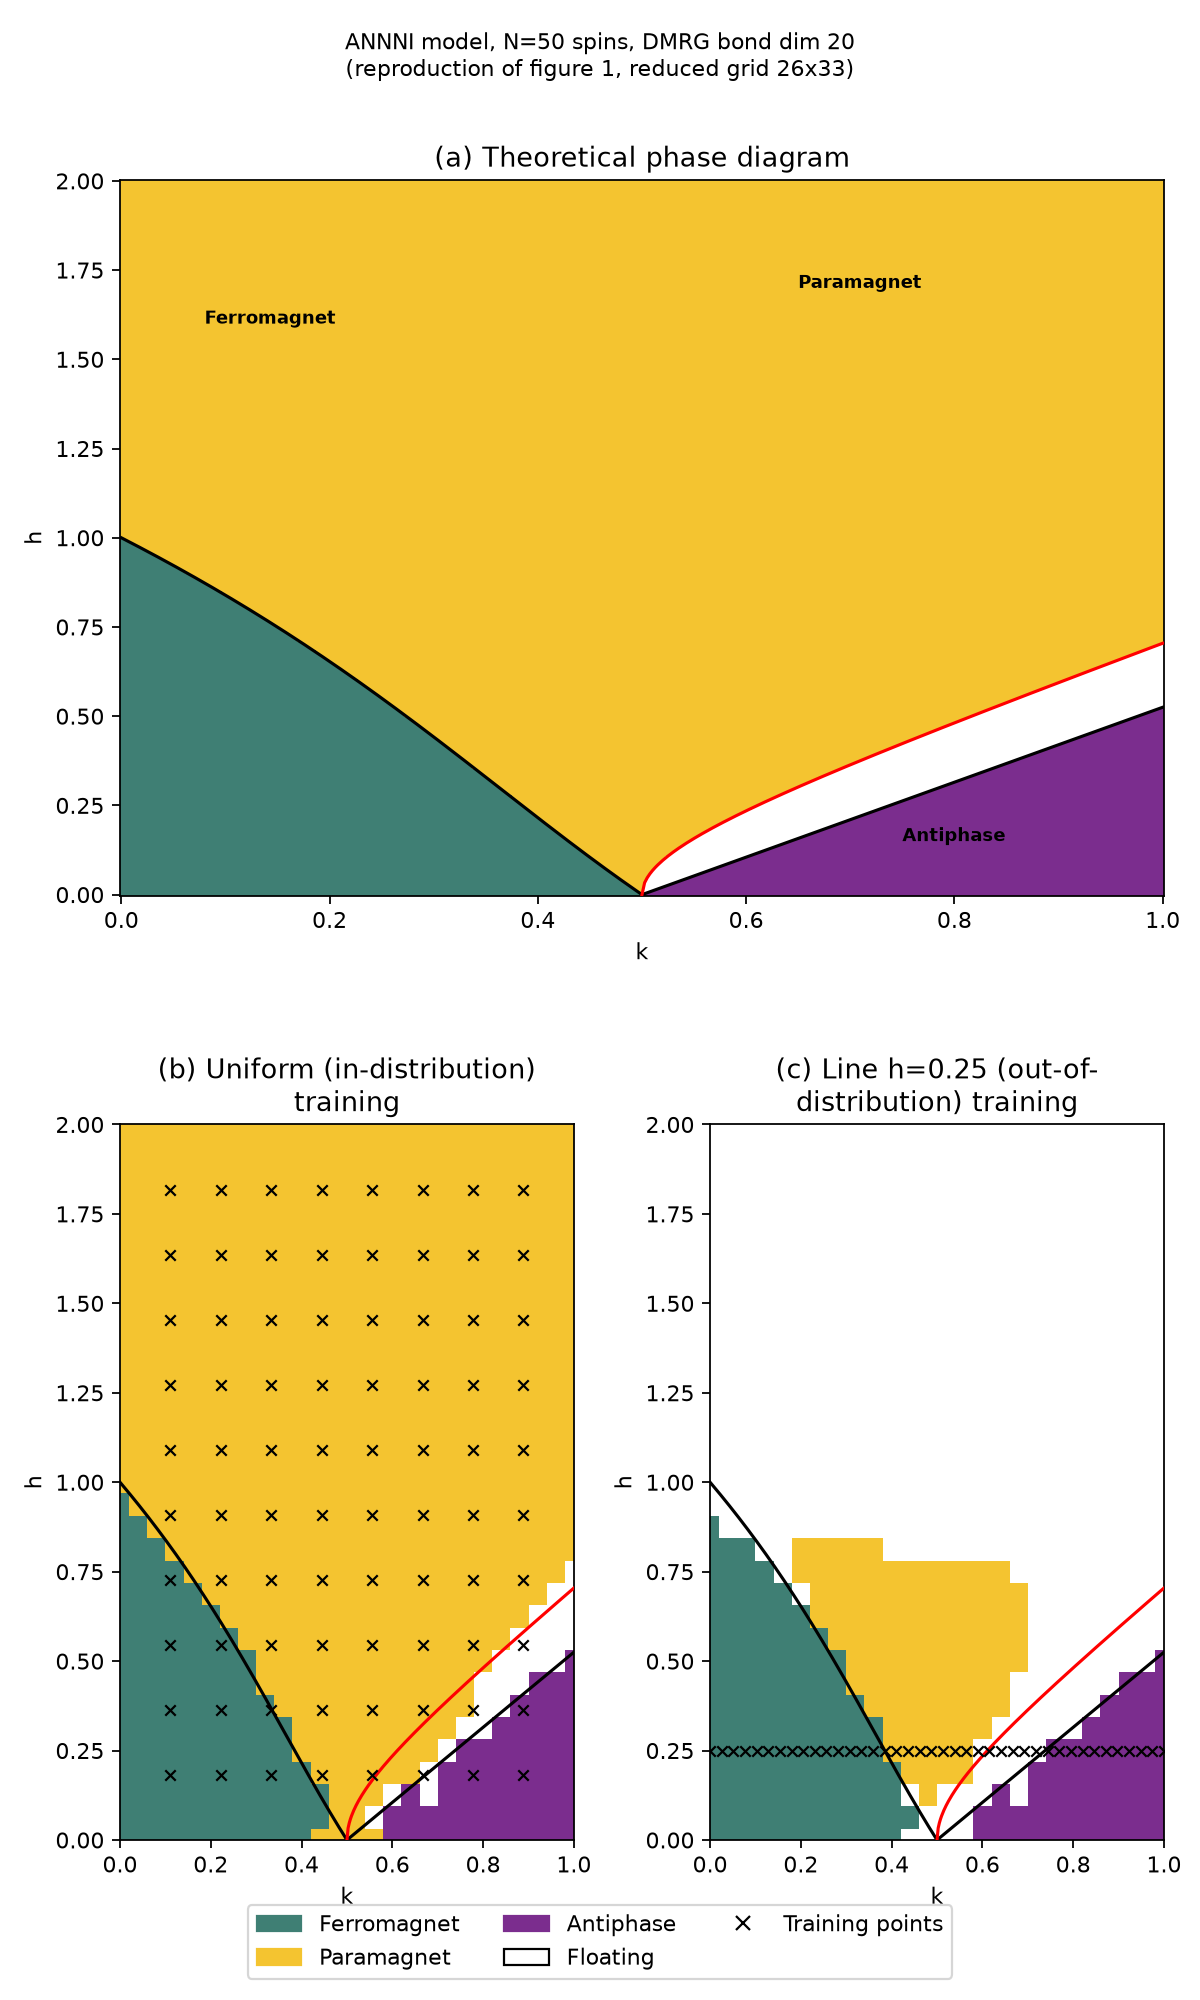 ANNNI model, N=50 spins, DMRG bond dim 20
(reproduction of figure 1, reduced grid 26x33)
(a) Theoretical phase diagram
2.00
1.75
1.50
1.25
1.00
0.75
0.50
0.25
0.00
h
Paramagnet
Ferromagnet
Antiphase
0.0 0.2 0.4 0.6 0.8 1.0
k
(b) Uniform (in-distribution)
training
2.00
1.75
1.50
1.25
1.00
0.75
0.50
0.25
0.00
h
0.0 0.2 0.4 0.6 0.8 1.0
k
(c) Line h=0.25 (out-of-
distribution) training
2.00
1.75
1.50
1.25
1.00
0.75
0.50
0.25
0.00
h
0.0 0.2 0.4 0.6 0.8 1.0
k
Ferromagnet
Paramagnet
Antiphase
Floating
Training points